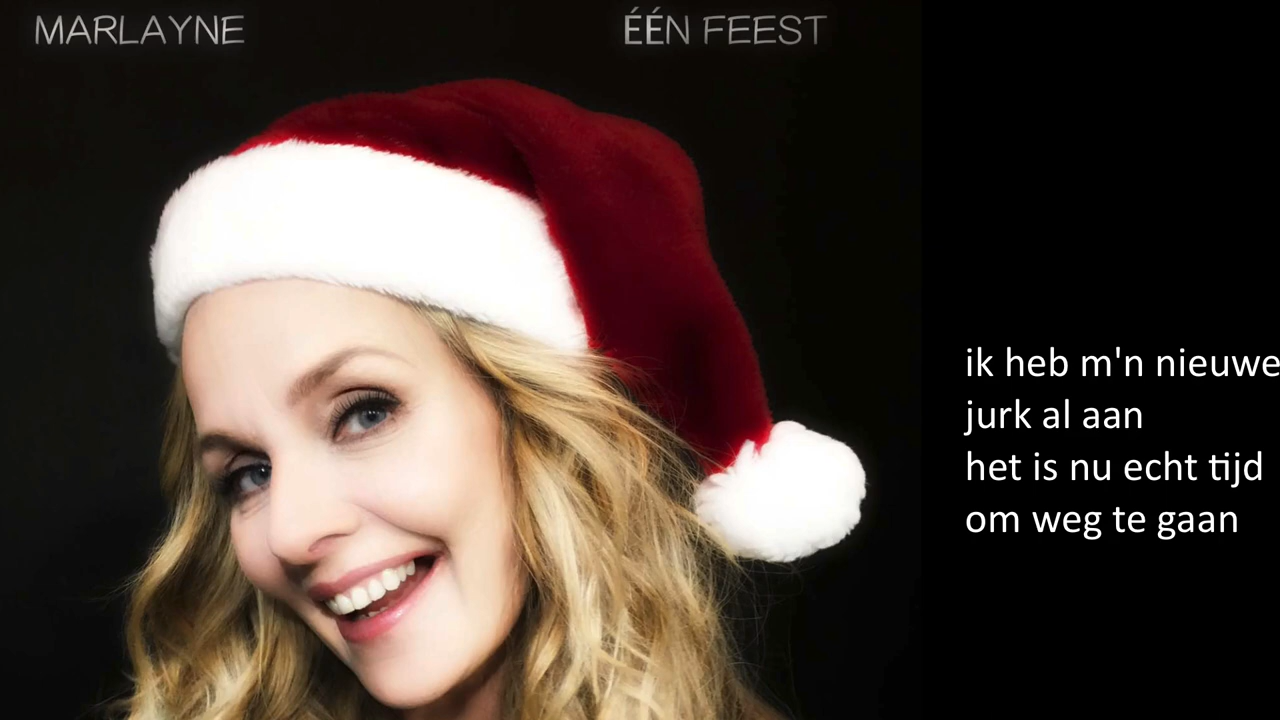 MARLAYNE
ÉÉN FEEST
ik heb m'n nieuwe
jurk al aan
het is nu echt tijd
om weg te gaan